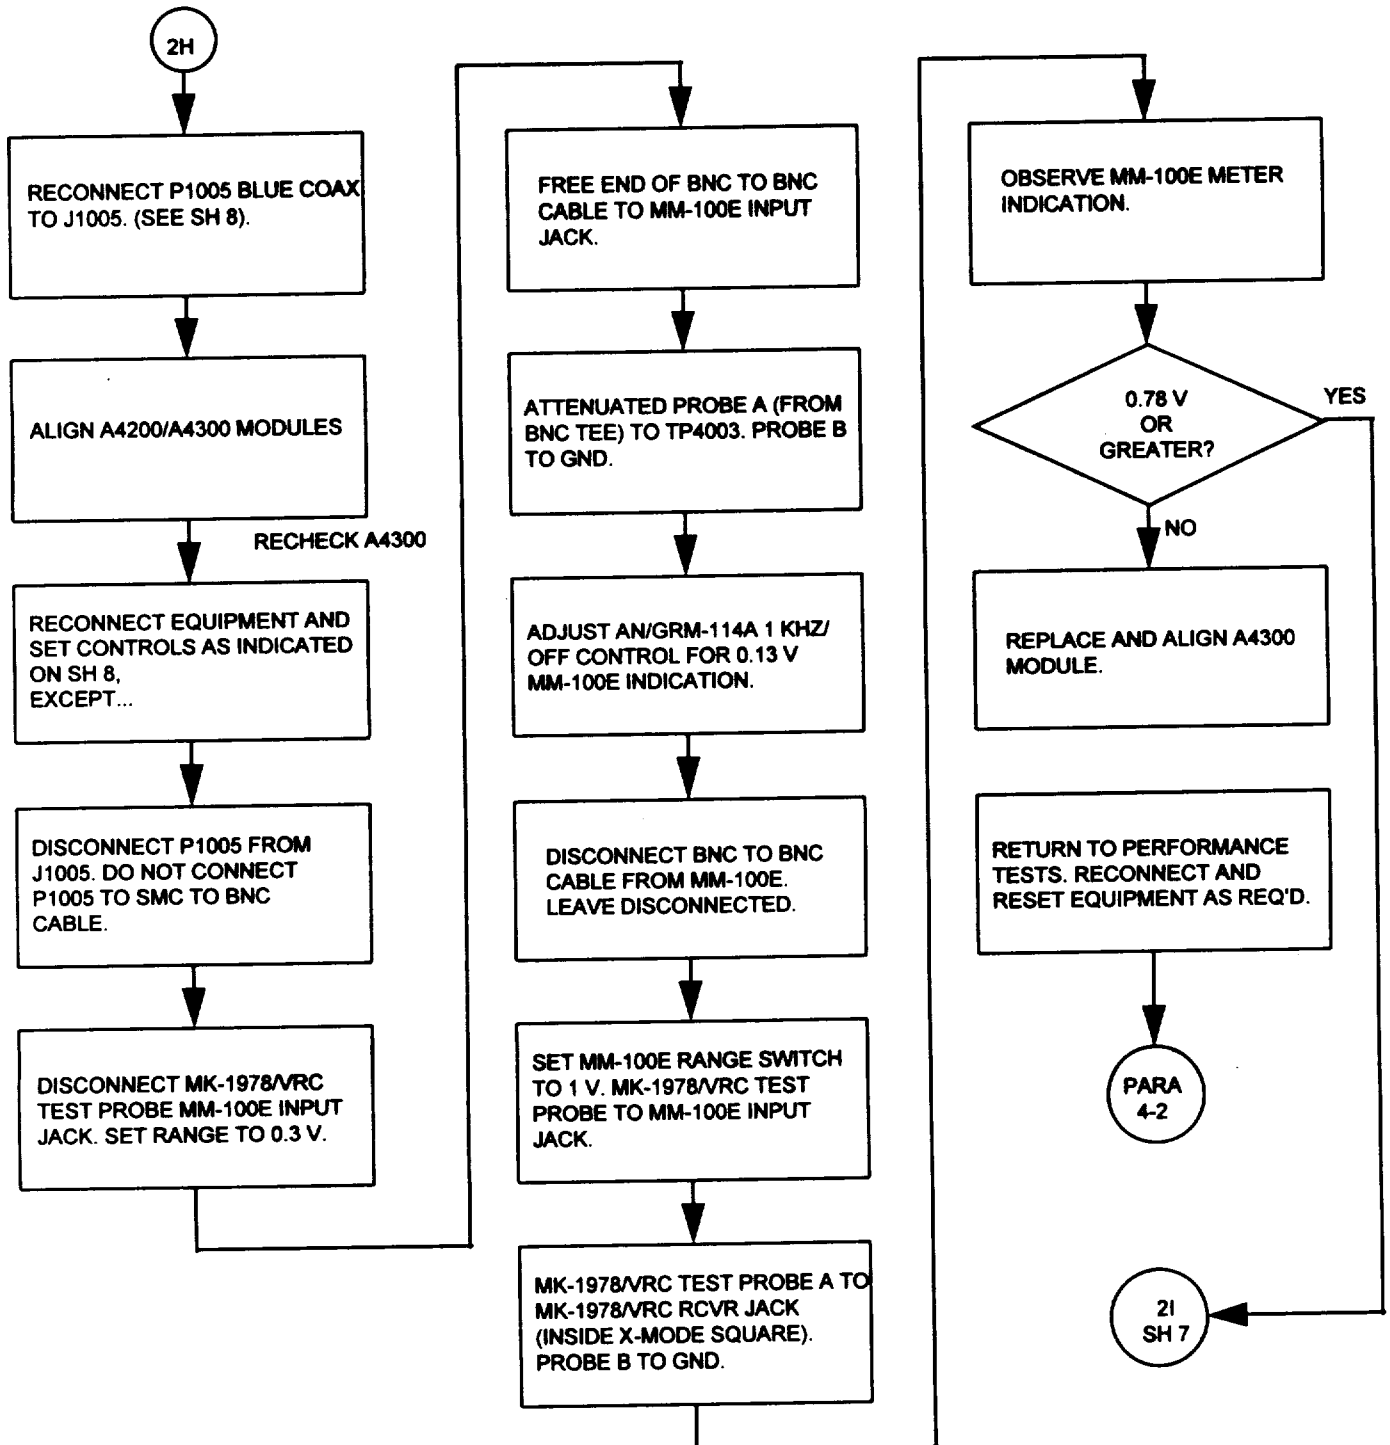 2H
RECONNECT P1005 BLUE COAX
TO J1005. (SEE SH 8).
ALIGN A4200/A4300 MODULES
RECHECK A4300
RECONNECT EQUIPMENT AND
SET CONTROLS AS INDICATED
ON SH 8,
EXCEPT...
DISCONNECT P1005 FROM
J1005. DO NOT CONNECT
P1005 TO SMC TO BNC
CABLE.
DISCONNECT MK-1978/VRC
TEST PROBE MM-100E INPUT
JACK. SET RANGE TO 0.3 V.
FREE END OF BNC TO BNC
CABLE TO MM-100E INPUT
JACK.
ATTENUATED PROBE A (FROM
BNC TEE) TO TP4003. PROBE B
TO GND.
ADJUST AN/GRM-114A 1 KHZ/
OFF CONTROL FOR 0.13 V
MM-100E INDICATION.
DISCONNECT BNC TO BNC
CABLE FROM MM-100E.
LEAVE DISCONNECTED.
SET MM-100E RANGE SWITCH
TO 1 V. MK-1978/VRC TEST
PROBE TO MM-100E INPUT
JACK.
MK-1978/VRC TEST PROBE A TO
MK-1978/VRC RCVR JACK
(INSIDE X-MODE SQUARE).
PROBE B TO GND.
OBSERVE MM-100E METER
INDICATION.
0.78 V
OR
GREATER?
YES
NO
REPLACE AND ALIGN A4300
MODULE.
RETURN TO PERFORMANCE
TESTS. RECONNECT AND
RESET EQUIPMENT AS REQ'D.
PARA
4-2
2I
SH 7